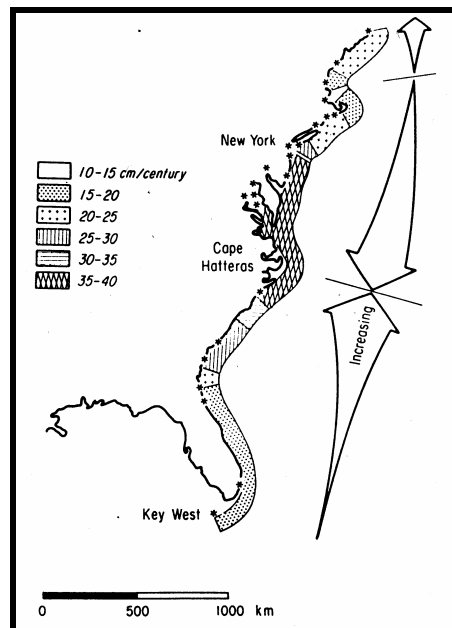 New York
10-15 cm/century
15-20
20-25
25-30
30-35
35-40
Cape
Hatteras
Increasing
Key West
0 500 1000 km